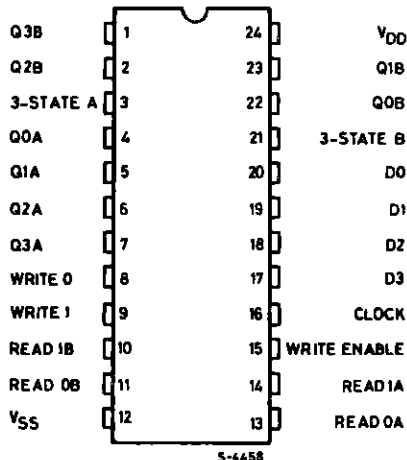 Q3B 1 24 VDD
Q2B 2 23 Q1B
3-STATE A 3 22 Q0B
Q0A 4 21 3-STATE B
Q1A 5 20 D0
Q2A 6 19 D1
Q3A 7 18 D2
WRITE 0 8 17 D3
WRITE 1 9 16 CLOCK
READ 1B 10 15 WRITE ENABLE
READ 0B 11 14 READ 1A
VSS 12 13 READ 0A
S-4458